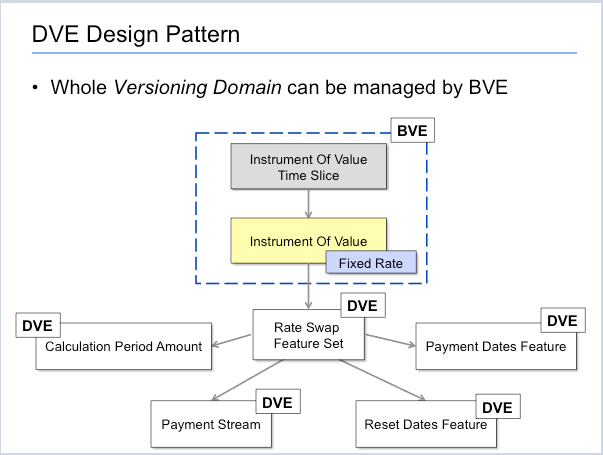 DVE Design Pattern
• Whole Versioning Domain can be managed by BVE
BVE
Instrument Of Value
Time Slice
Instrument Of Value
Fixed Rate
DVE
Rate Swap
Feature Set
DVE
Calculation Period Amount
DVE
Payment Dates Feature
DVE
Payment Stream
DVE
Reset Dates Feature